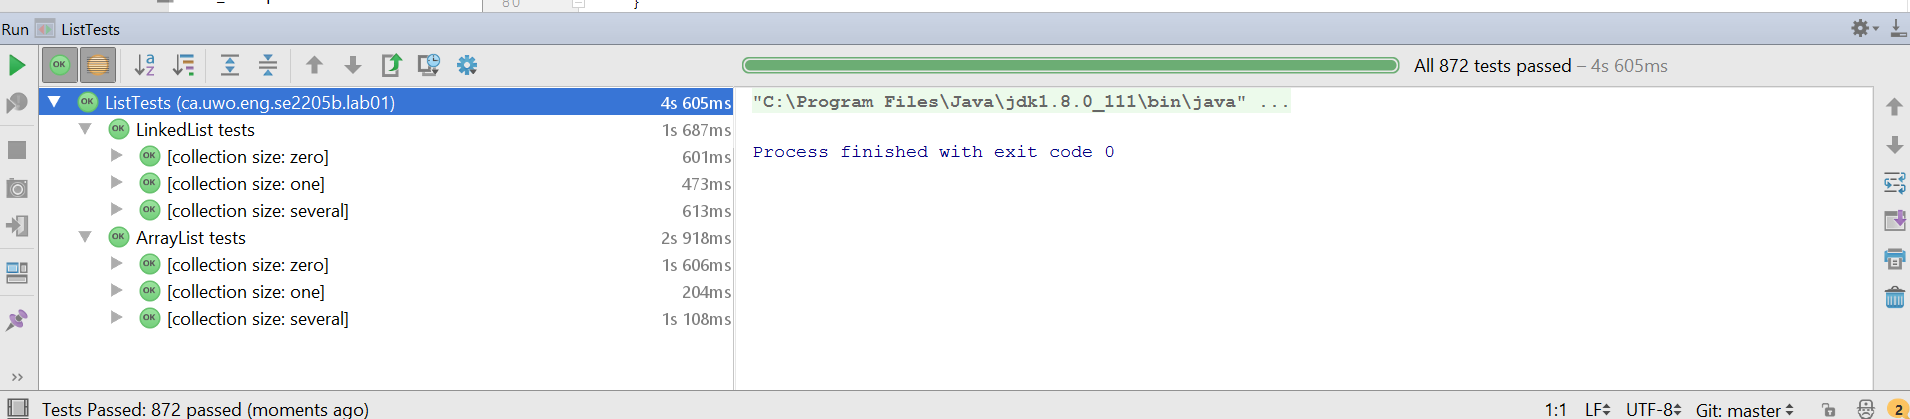 80 }
Run ListTests
OK All 872 tests passed – 4s 605ms
OK ListTests (ca.uwo.eng.se2205b.lab01) 4s 605ms
OK LinkedList tests 1s 687ms
OK [collection size: zero] 601ms
OK [collection size: one] 473ms
OK [collection size: several] 613ms
OK ArrayList tests 2s 918ms
OK [collection size: zero] 1s 606ms
OK [collection size: one] 204ms
OK [collection size: several] 1s 108ms
"C:\Program Files\Java\jdk1.8.0_111\bin\java" ...
Process finished with exit code 0
Tests Passed: 872 passed (moments ago) 1:1 LF UTF-8 Git: master 2